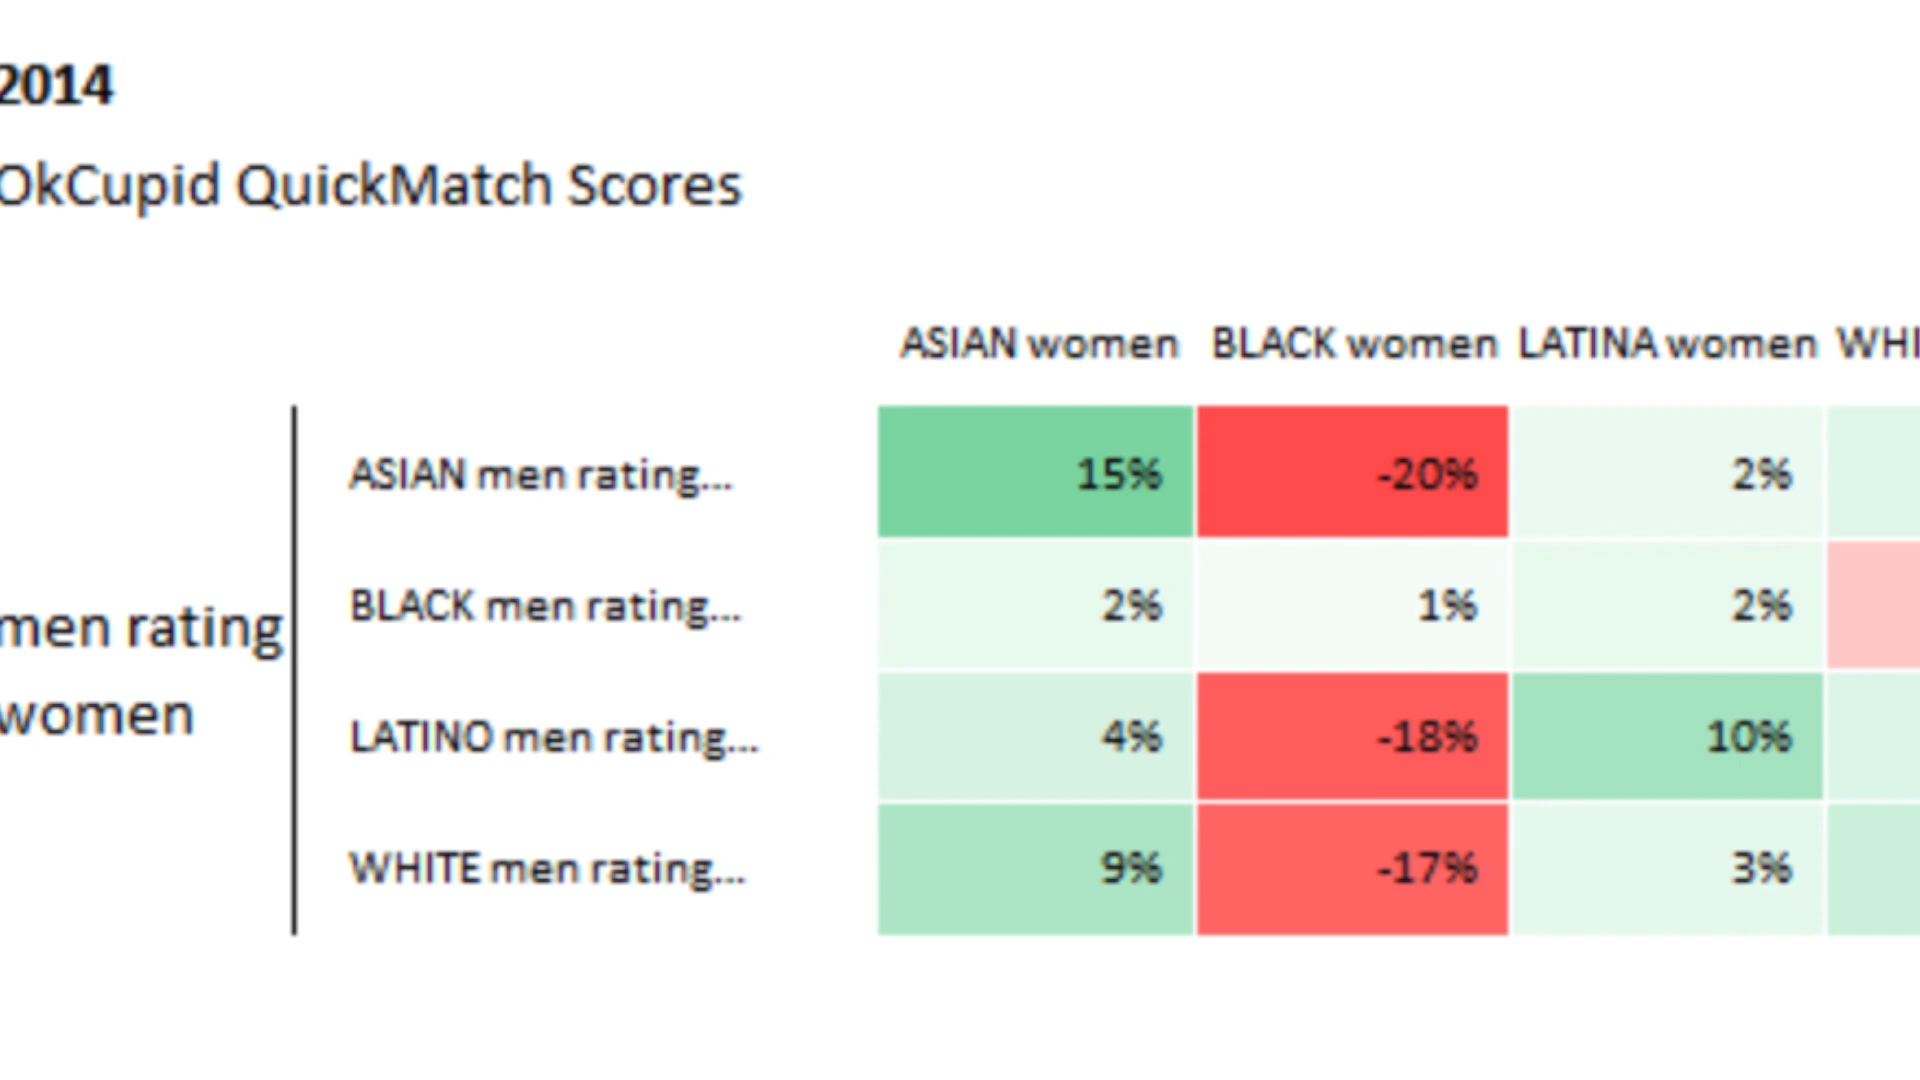 2014
OkCupid QuickMatch Scores
ASIAN women BLACK women LATINA women WHI
ASIAN men rating... 15% -20% 2%
BLACK men rating... 2% 1% 2%
men rating
women
LATINO men rating... 4% -18% 10%
WHITE men rating... 9% -17% 3%